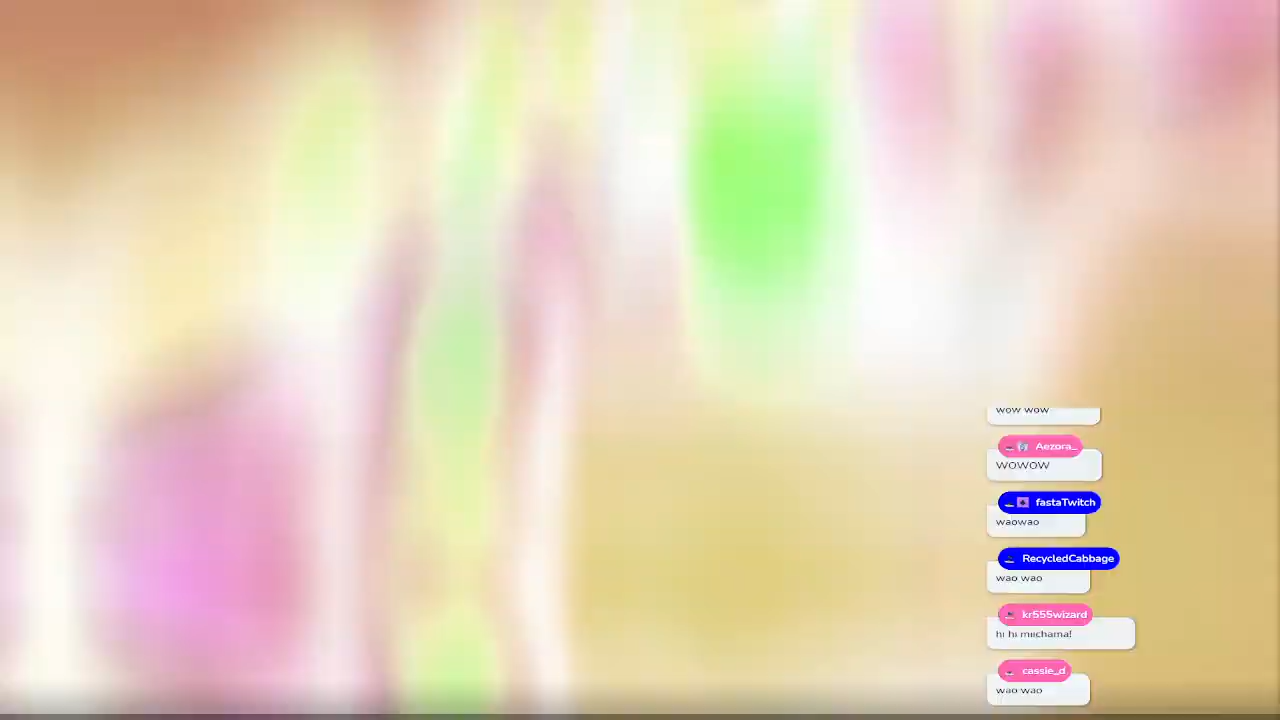 wow wow
Aezora_
WOWOW
fastaTwitch
waowao
RecycledCabbage
wao wao
kr555wizard
hi hi miichama!
cassie_d
wao wao